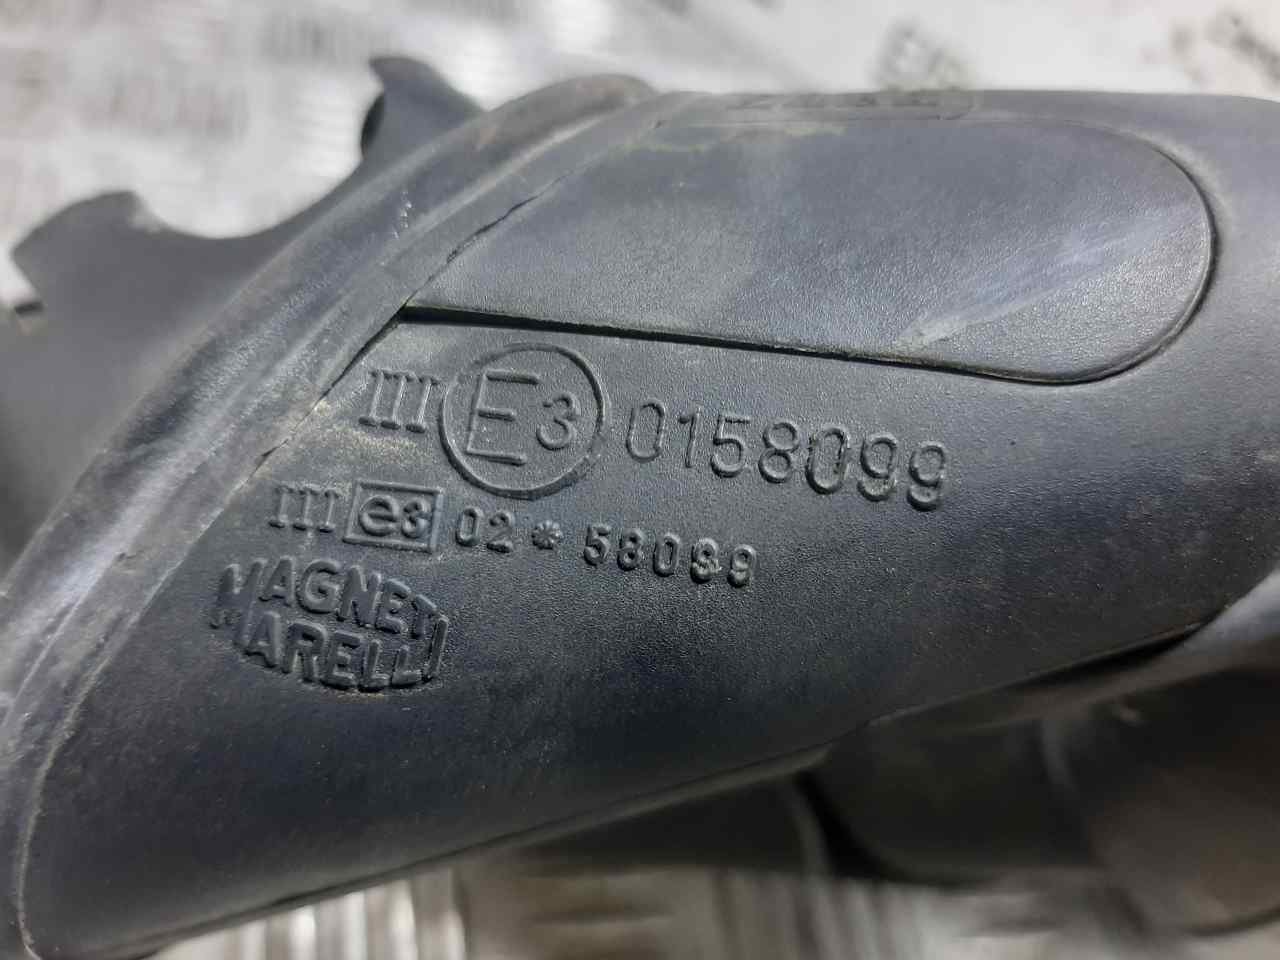 III E3 0158099
III e3 02*58099
MAGNETI
MARELLI